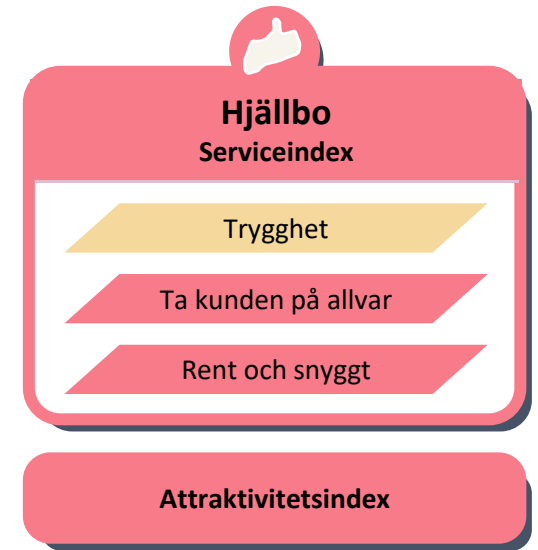 Hjällbo
Serviceindex
Trygghet
Ta kunden på allvar
Rent och snyggt
Attraktivitetsindex